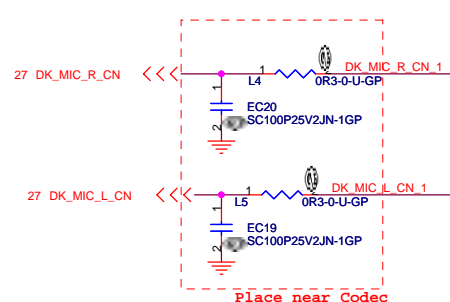 27 DK_MIC_R_CN
1
L4
0R3-0-U-GP
DK_MIC_R_CN_1
1
2
EC20
SC100P25V2JN-1GP
27 DK_MIC_L_CN
1
L5
0R3-0-U-GP
DK_MIC_L_CN_1
1
2
EC19
SC100P25V2JN-1GP
Place near Codec